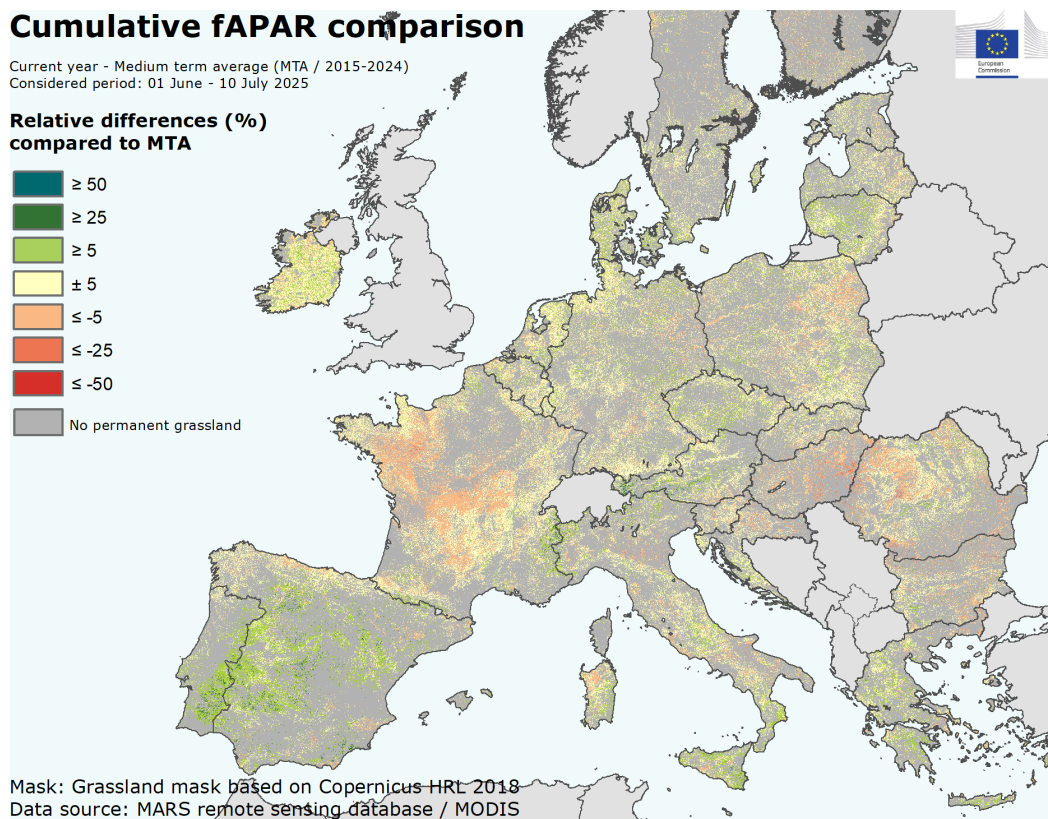 Cumulative fAPAR comparison
Current year - Medium term average (MTA / 2015-2024)
Considered period: 01 June - 10 July 2025
Relative differences (%)
compared to MTA
≥ 50
≥ 25
≥ 5
± 5
≤ -5
≤ -25
≤ -50
No permanent grassland
European
Commission
Mask: Grassland mask based on Copernicus HRL 2018
Data source: MARS remote sensing database / MODIS